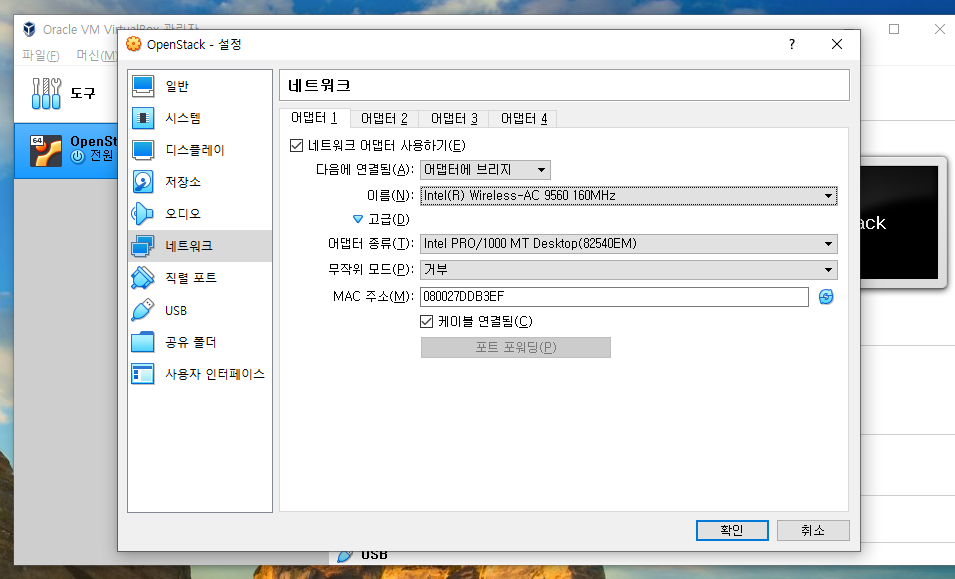 Oracle VM VirtualBox 관리자
파일(F) 머신(M)
도구
64
OpenSt
전원
OpenStack - 설정
?
일반
시스템
디스플레이
저장소
오디오
네트워크
직렬 포트
USB
공유 폴더
사용자 인터페이스
네트워크
어댑터 1 어댑터 2 어댑터 3 어댑터 4
네트워크 어댑터 사용하기(E)
다음에 연결됨(A): 어댑터에 브리지
이름(N): Intel(R) Wireless-AC 9560 160MHz
고급(D)
어댑터 종류(T): Intel PRO/1000 MT Desktop(82540EM)
무작위 모드(P): 거부
MAC 주소(M): 080027DDB3EF
케이블 연결됨(C)
포트 포워딩(P)
확인 취소
ack
USB